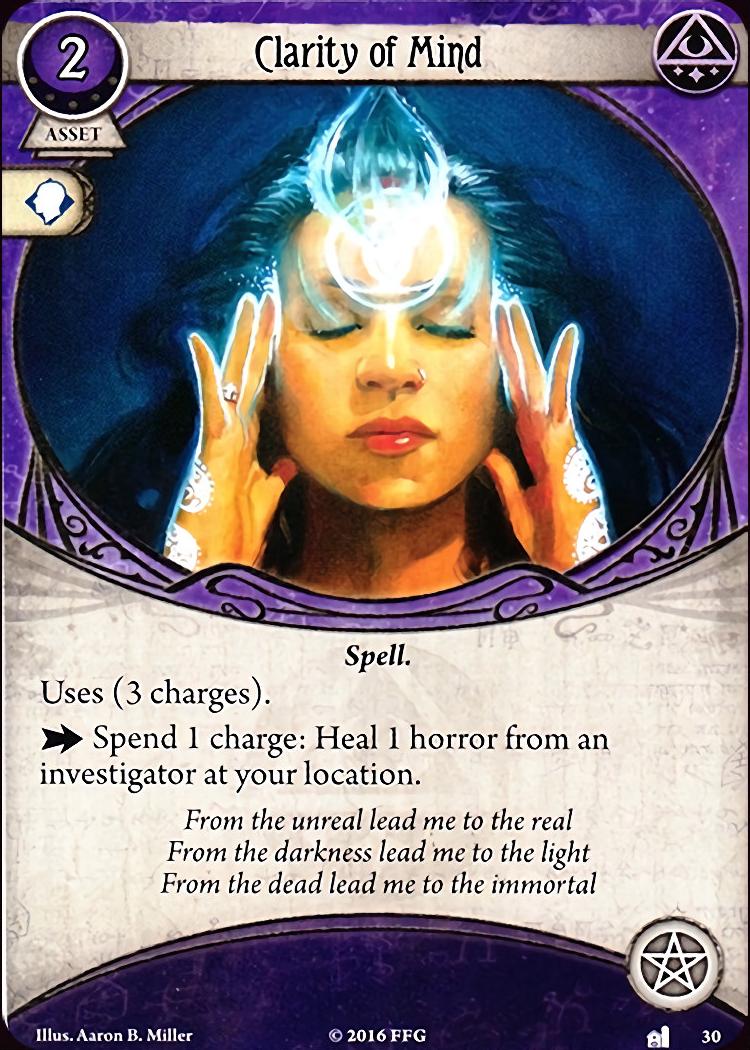 2
Clarity of Mind
ASSET
Spell.
Uses (3 charges).
Spend 1 charge: Heal 1 horror from an
investigator at your location.
From the unreal lead me to the real
From the darkness lead me to the light
From the dead lead me to the immortal
Illus. Aaron B. Miller
© 2016 FFG
30